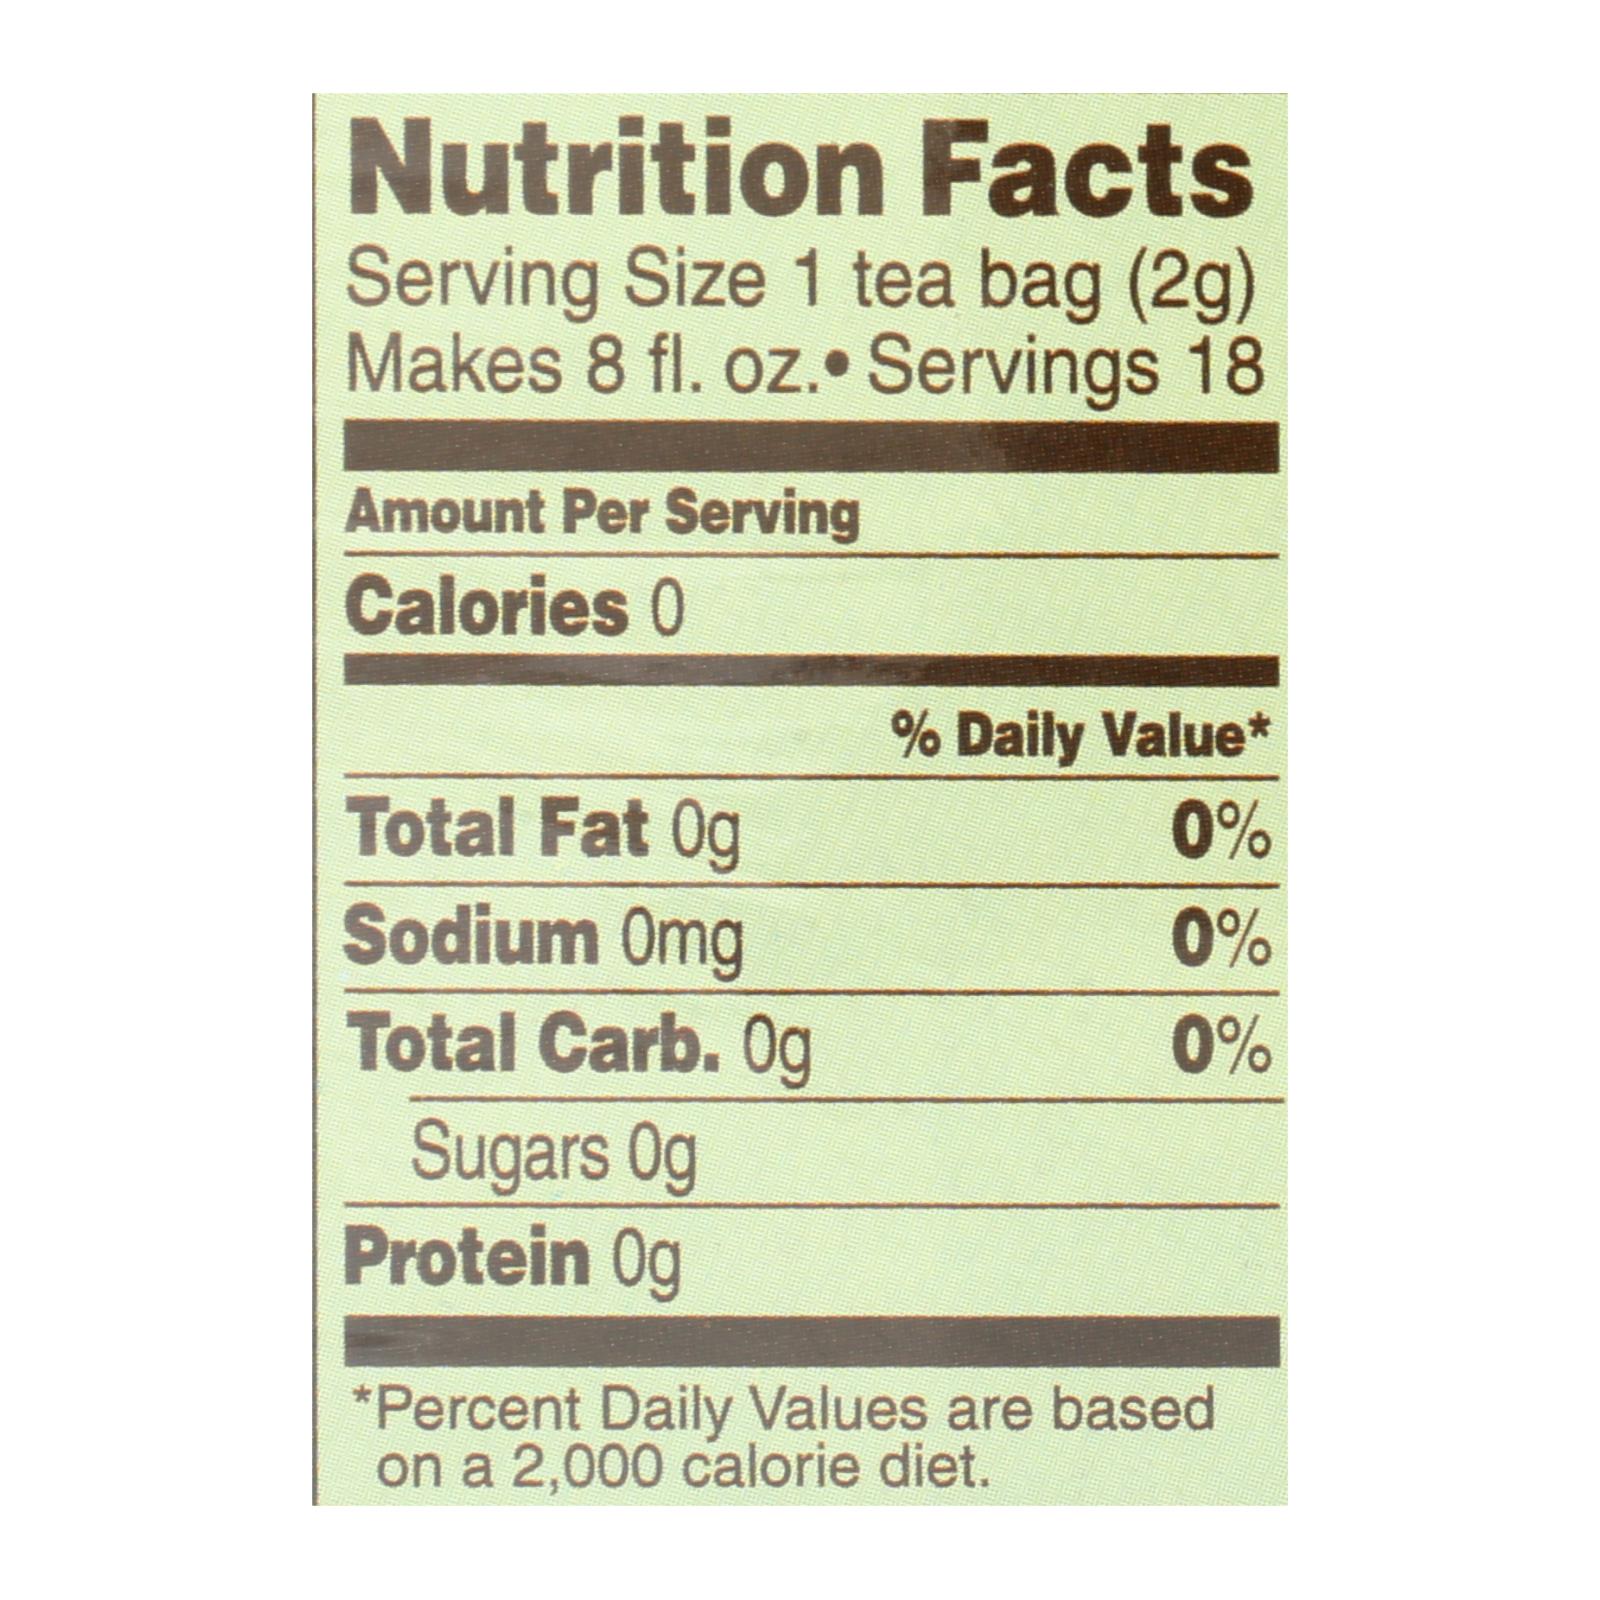 Nutrition Facts
Serving Size 1 tea bag (2g)
Makes 8 fl. oz.• Servings 18
Amount Per Serving
Calories 0
% Daily Value*
Total Fat 0g 0%
Sodium 0mg 0%
Total Carb. 0g 0%
Sugars 0g
Protein 0g
*Percent Daily Values are based
on a 2,000 calorie diet.